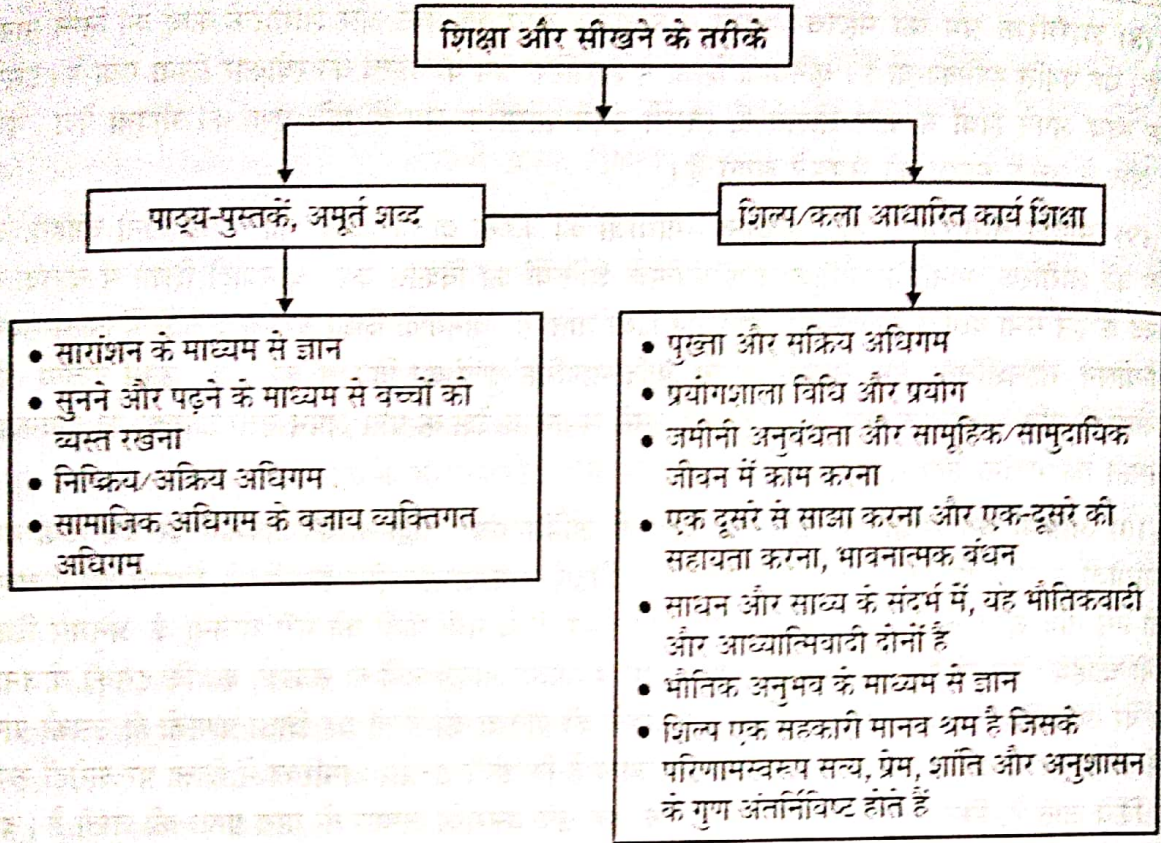 शिक्षा और सीखने के तरीके
पाठ्य-पुस्तकें, अमूर्त शब्द
शिल्प/कला आधारित कार्य शिक्षा
• सारांशन के माध्यम से ज्ञान
• सुनने और पढ़ने के माध्यम से बच्चों को
व्यस्त रखना
• निष्क्रिय/अक्रिय अधिगम
• सामाजिक अधिगम के बजाय व्यक्तिगत
अधिगम
• पुख्ता और सक्रिय अधिगम
• प्रयोगशाला विधि और प्रयोग
• जमीनी अनुबंधता और सामूहिक/सामुदायिक
जीवन में काम करना
• एक दूसरे से साझा करना और एक-दूसरे की
सहायता करना, भावनात्मक बंधन
• साधन और साध्य के संदर्भ में, यह भौतिकवादी
और आध्यात्मिवादी दोनों है
• भौतिक अनुभव के माध्यम से ज्ञान
• शिल्प एक सहकारी मानव श्रम है जिसके
परिणामस्वरूप सत्य, प्रेम, शांति और अनुशासन
के गुण अंतर्निविष्ट होते हैं